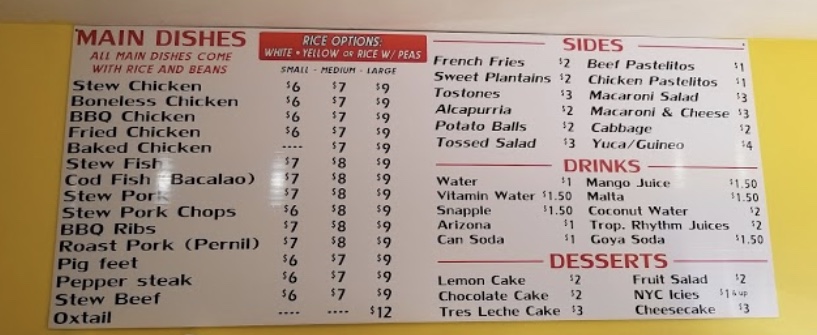 MAIN DISHES
ALL MAIN DISHES COME
WITH RICE AND BEANS
RICE OPTIONS:
WHITE • YELLOW OR RICE W/ PEAS
SMALL - MEDIUM - LARGE
Stew Chicken $6 $7 $9
Boneless Chicken $6 $7 $9
BBQ Chicken $6 $7 $9
Fried Chicken $6 $7 $9
Baked Chicken ---- $7 $9
Stew Fish $7 $8 $9
Cod Fish (Bacalao) $7 $8 $9
Stew Pork $7 $8 $9
Stew Pork Chops $6 $8 $9
BBQ Ribs $7 $8 $9
Roast Pork (Pernil) $7 $8 $9
Pig feet $6 $7 $9
Pepper steak $6 $7 $9
Stew Beef $6 $7 $9
Oxtail ---- ---- $12
SIDES
French Fries $2 Beef Pastelitos $1
Sweet Plantains $2 Chicken Pastelitos $1
Tostones $3 Macaroni Salad $3
Alcapurria $2 Macaroni & Cheese $3
Potato Balls $2 Cabbage $2
Tossed Salad $3 Yuca/Guineo $4
DRINKS
Water $1 Mango Juice $1.50
Vitamin Water $1.50 Malta $1.50
Snapple $1.50 Coconut Water $2
Arizona $1 Trop. Rhythm Juices $2
Can Soda $1 Goya Soda $1.50
DESSERTS
Lemon Cake $2 Fruit Salad $2
Chocolate Cake $2 NYC Icies $1 & up
Tres Leche Cake $3 Cheesecake $3